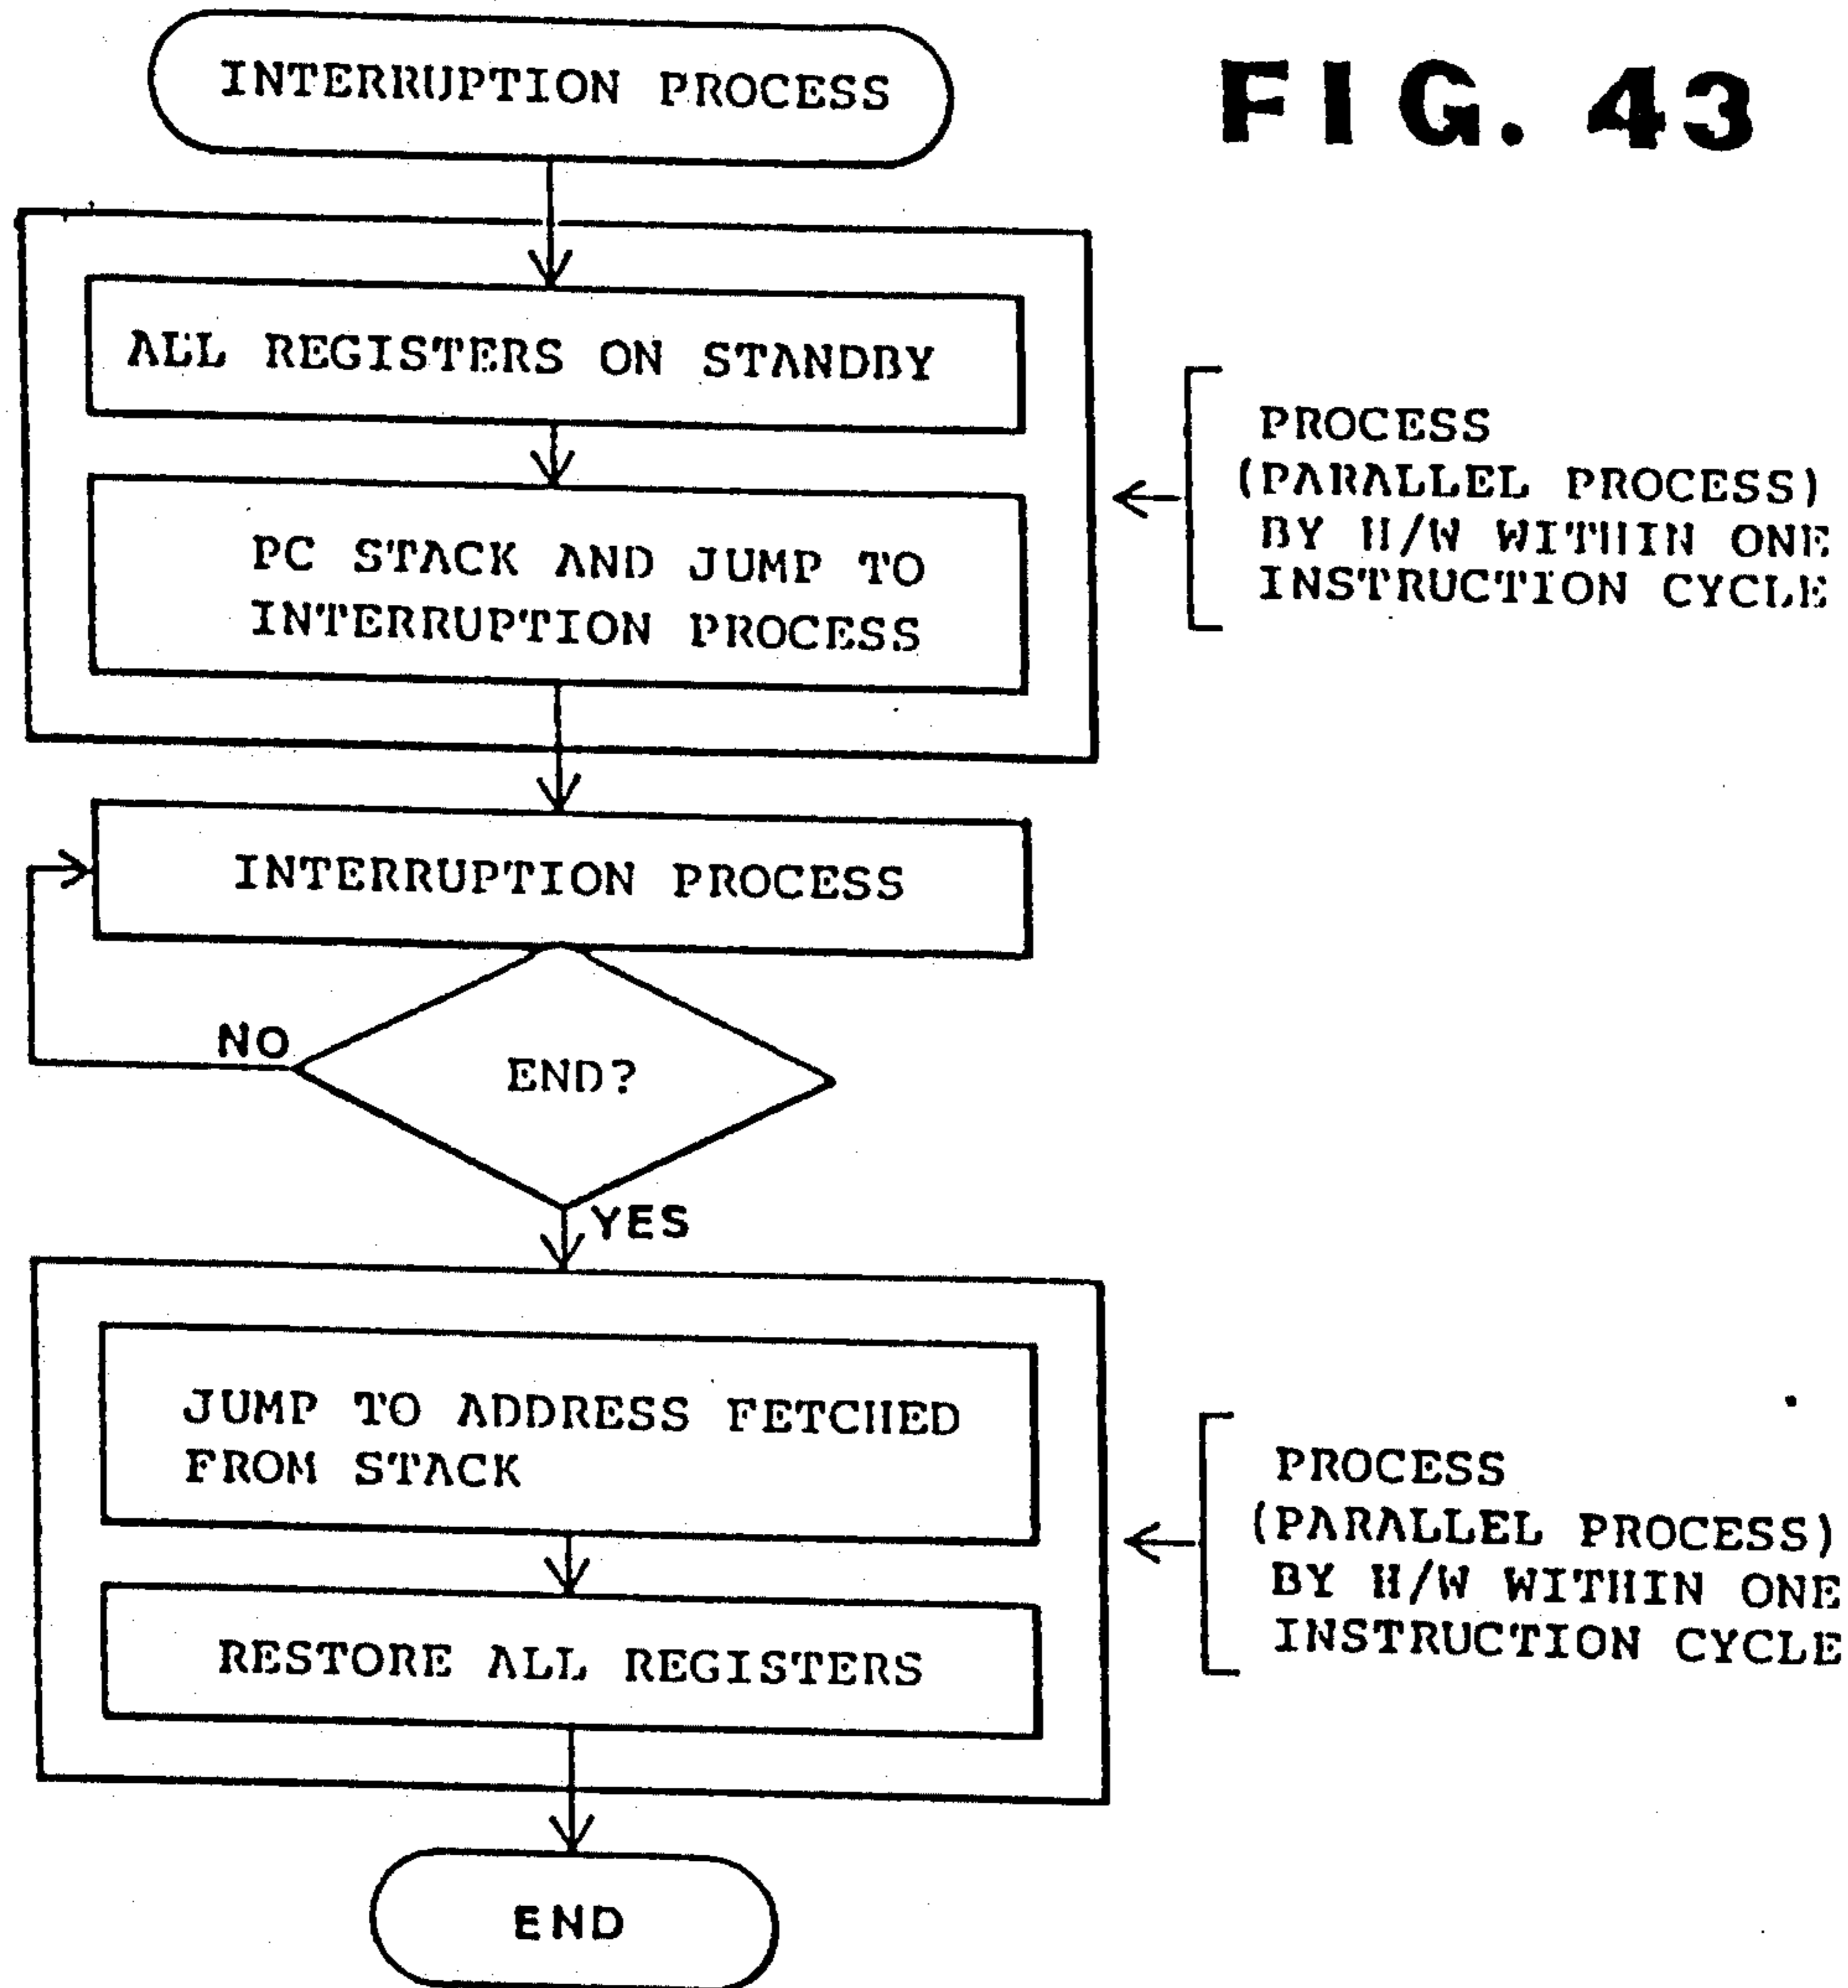 FIG. 43
INTERRUPTION PROCESS
ALL REGISTERS ON STANDBY
PC STACK AND JUMP TO
INTERRUPTION PROCESS
PROCESS
(PARALLEL PROCESS)
BY H/W WITHIN ONE
INSTRUCTION CYCLE
INTERRUPTION PROCESS
NO
END?
YES
JUMP TO ADDRESS FETCHED
FROM STACK
RESTORE ALL REGISTERS
PROCESS
(PARALLEL PROCESS)
BY H/W WITHIN ONE
INSTRUCTION CYCLE
END